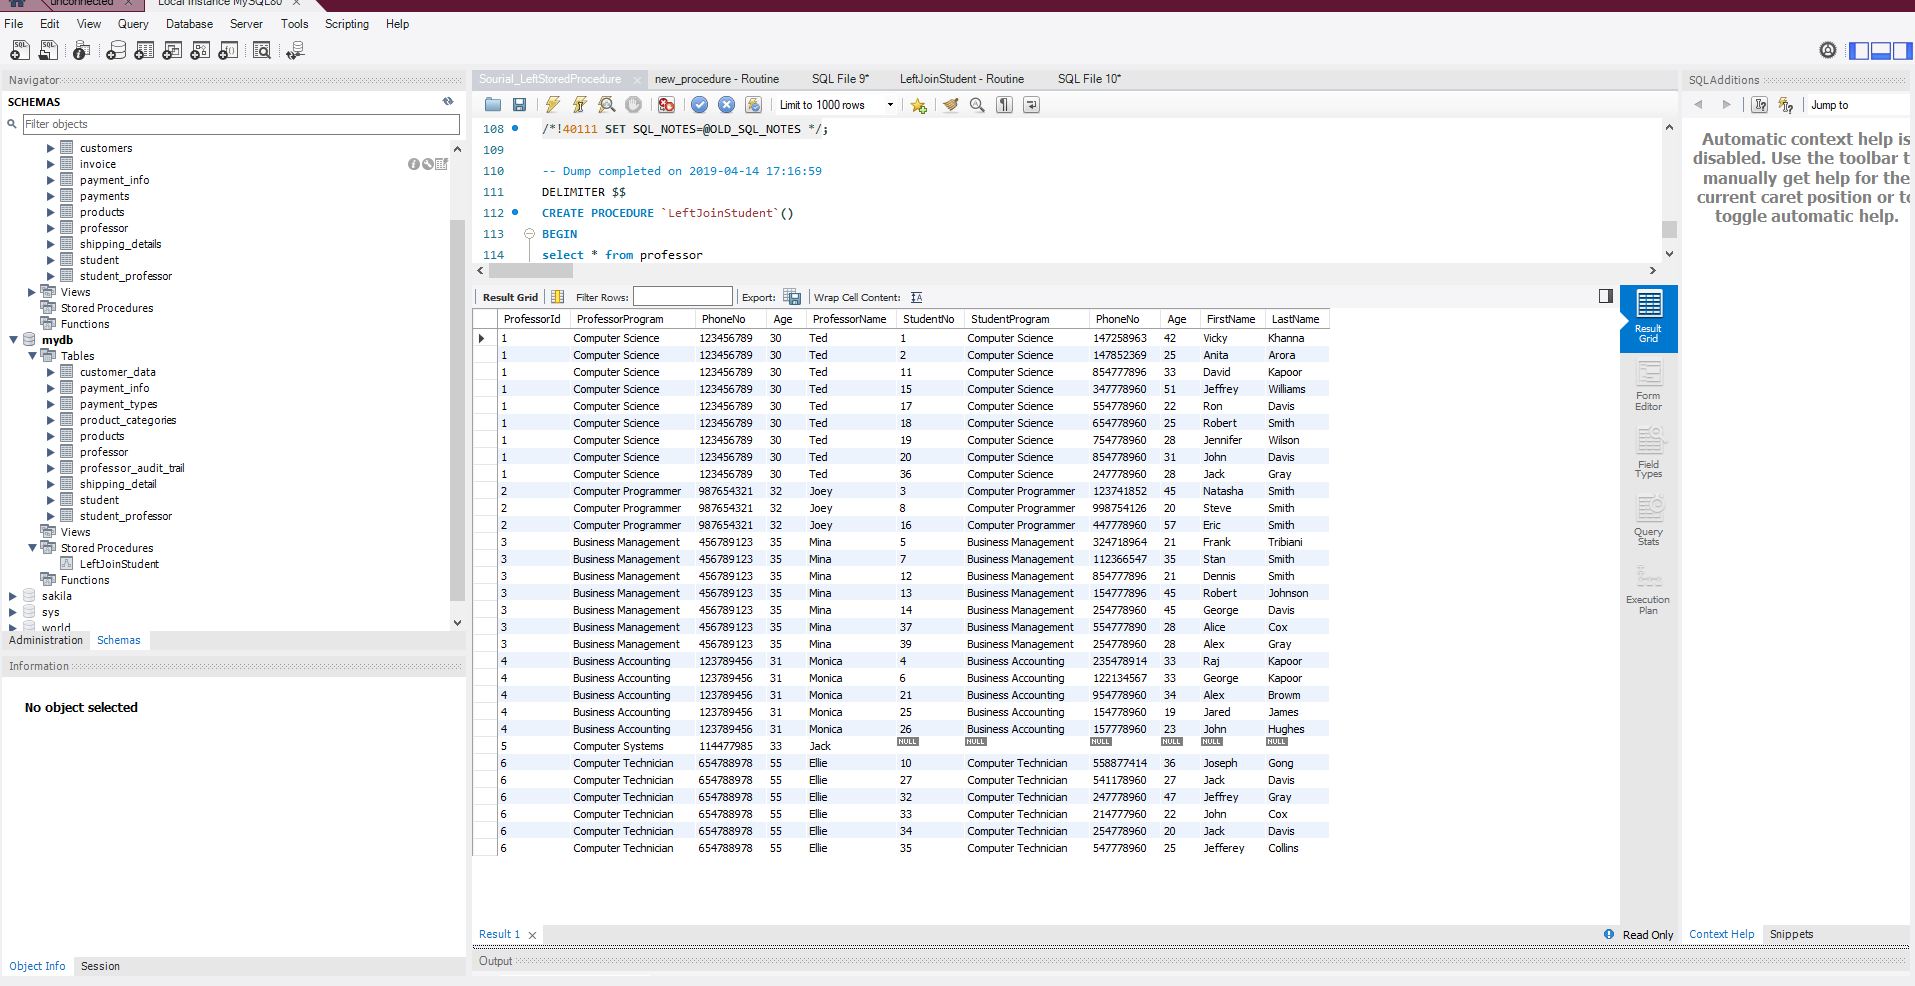 unconnected
Local Instance MySQL80
File Edit View Query Database Server Tools Scripting Help
Navigator
SCHEMAS
Filter objects
customers
invoice
payment_info
payments
products
professor
shipping_details
student
student_professor
Views
Stored Procedures
Functions
mydb
Tables
customer_data
payment_info
payment_types
product_categories
products
professor
professor_audit_trail
shipping_detail
student
student_professor
Views
Stored Procedures
LeftJoinStudent
Functions
sakila
sys
world
Administration Schemas
Information
No object selected
Object Info Session
Sourial_LeftStoredProcedure new_procedure - Routine SQL File 9* LeftJoinStudent - Routine SQL File 10*
Limit to 1000 rows
108 /*!40111 SET SQL_NOTES=@OLD_SQL_NOTES */;
109
110 -- Dump completed on 2019-04-14 17:16:59
111 DELIMITER $$
112 CREATE PROCEDURE `LeftJoinStudent`()
113 BEGIN
114 select * from professor
Result Grid Filter Rows: Export: Wrap Cell Content:
ProfessorId ProfessorProgram PhoneNo Age ProfessorName StudentNo StudentProgram PhoneNo Age FirstName LastName
1 Computer Science 123456789 30 Ted 1 Computer Science 147258963 42 Vicky Khanna
1 Computer Science 123456789 30 Ted 2 Computer Science 147852369 25 Anita Arora
1 Computer Science 123456789 30 Ted 11 Computer Science 854777896 33 David Kapoor
1 Computer Science 123456789 30 Ted 15 Computer Science 347778960 51 Jeffrey Williams
1 Computer Science 123456789 30 Ted 17 Computer Science 554778960 22 Ron Davis
1 Computer Science 123456789 30 Ted 18 Computer Science 654778960 25 Robert Smith
1 Computer Science 123456789 30 Ted 19 Computer Science 754778960 28 Jennifer Wilson
1 Computer Science 123456789 30 Ted 20 Computer Science 854778960 31 John Davis
1 Computer Science 123456789 30 Ted 36 Computer Science 247778960 28 Jack Gray
2 Computer Programmer 987654321 32 Joey 3 Computer Programmer 123741852 45 Natasha Smith
2 Computer Programmer 987654321 32 Joey 8 Computer Programmer 998754126 20 Steve Smith
2 Computer Programmer 987654321 32 Joey 16 Computer Programmer 447778960 57 Eric Smith
3 Business Management 456789123 35 Mina 5 Business Management 324718964 21 Frank Tribiani
3 Business Management 456789123 35 Mina 7 Business Management 112366547 35 Stan Smith
3 Business Management 456789123 35 Mina 12 Business Management 854777896 21 Dennis Smith
3 Business Management 456789123 35 Mina 13 Business Management 154777896 45 Robert Johnson
3 Business Management 456789123 35 Mina 14 Business Management 254778960 45 George Davis
3 Business Management 456789123 35 Mina 37 Business Management 554777890 28 Alice Cox
3 Business Management 456789123 35 Mina 39 Business Management 254777860 28 Alex Gray
4 Business Accounting 123789456 31 Monica 4 Business Accounting 235478914 33 Raj Kapoor
4 Business Accounting 123789456 31 Monica 6 Business Accounting 122134567 33 George Kapoor
4 Business Accounting 123789456 31 Monica 21 Business Accounting 954778960 34 Alex Browm
4 Business Accounting 123789456 31 Monica 25 Business Accounting 154778960 19 Jared James
4 Business Accounting 123789456 31 Monica 26 Business Accounting 157778960 23 John Hughes
5 Computer Systems 114477985 33 Jack NULL NULL NULL NULL NULL NULL
6 Computer Technician 654788978 55 Ellie 10 Computer Technician 558877414 36 Joseph Gong
6 Computer Technician 654788978 55 Ellie 27 Computer Technician 541178960 27 Jack Davis
6 Computer Technician 654788978 55 Ellie 32 Computer Technician 247778960 47 Jeffrey Gray
6 Computer Technician 654788978 55 Ellie 33 Computer Technician 214777960 22 John Cox
6 Computer Technician 654788978 55 Ellie 34 Computer Technician 254778960 20 Jack Davis
6 Computer Technician 654788978 55 Ellie 35 Computer Technician 547778960 25 Jefferey Collins
Result 1
Read Only
Output
Result
Grid
Form
Editor
Field
Types
Query
Stats
Execution
Plan
SQLAdditions
Jump to
Automatic context help is
disabled. Use the toolbar t
manually get help for the
current caret position or to
toggle automatic help.
Context Help Snippets